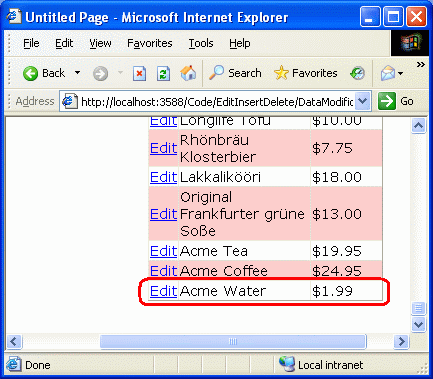 Untitled Page - Microsoft Internet Explorer
File Edit View Favorites Tools Help
Back Search Favorites
Address http://localhost:3588/Code/EditInsertDelete/DataModific Go
Edit Longlife Tofu $10.00
Rhönbräu
Edit $7.75
Klosterbier
Edit Lakkalikööri $18.00
Original
Edit Frankfurter grüne $13.00
Soße
Edit Acme Tea $19.95
Edit Acme Coffee $24.95
Edit Acme Water $1.99
Done Local intranet